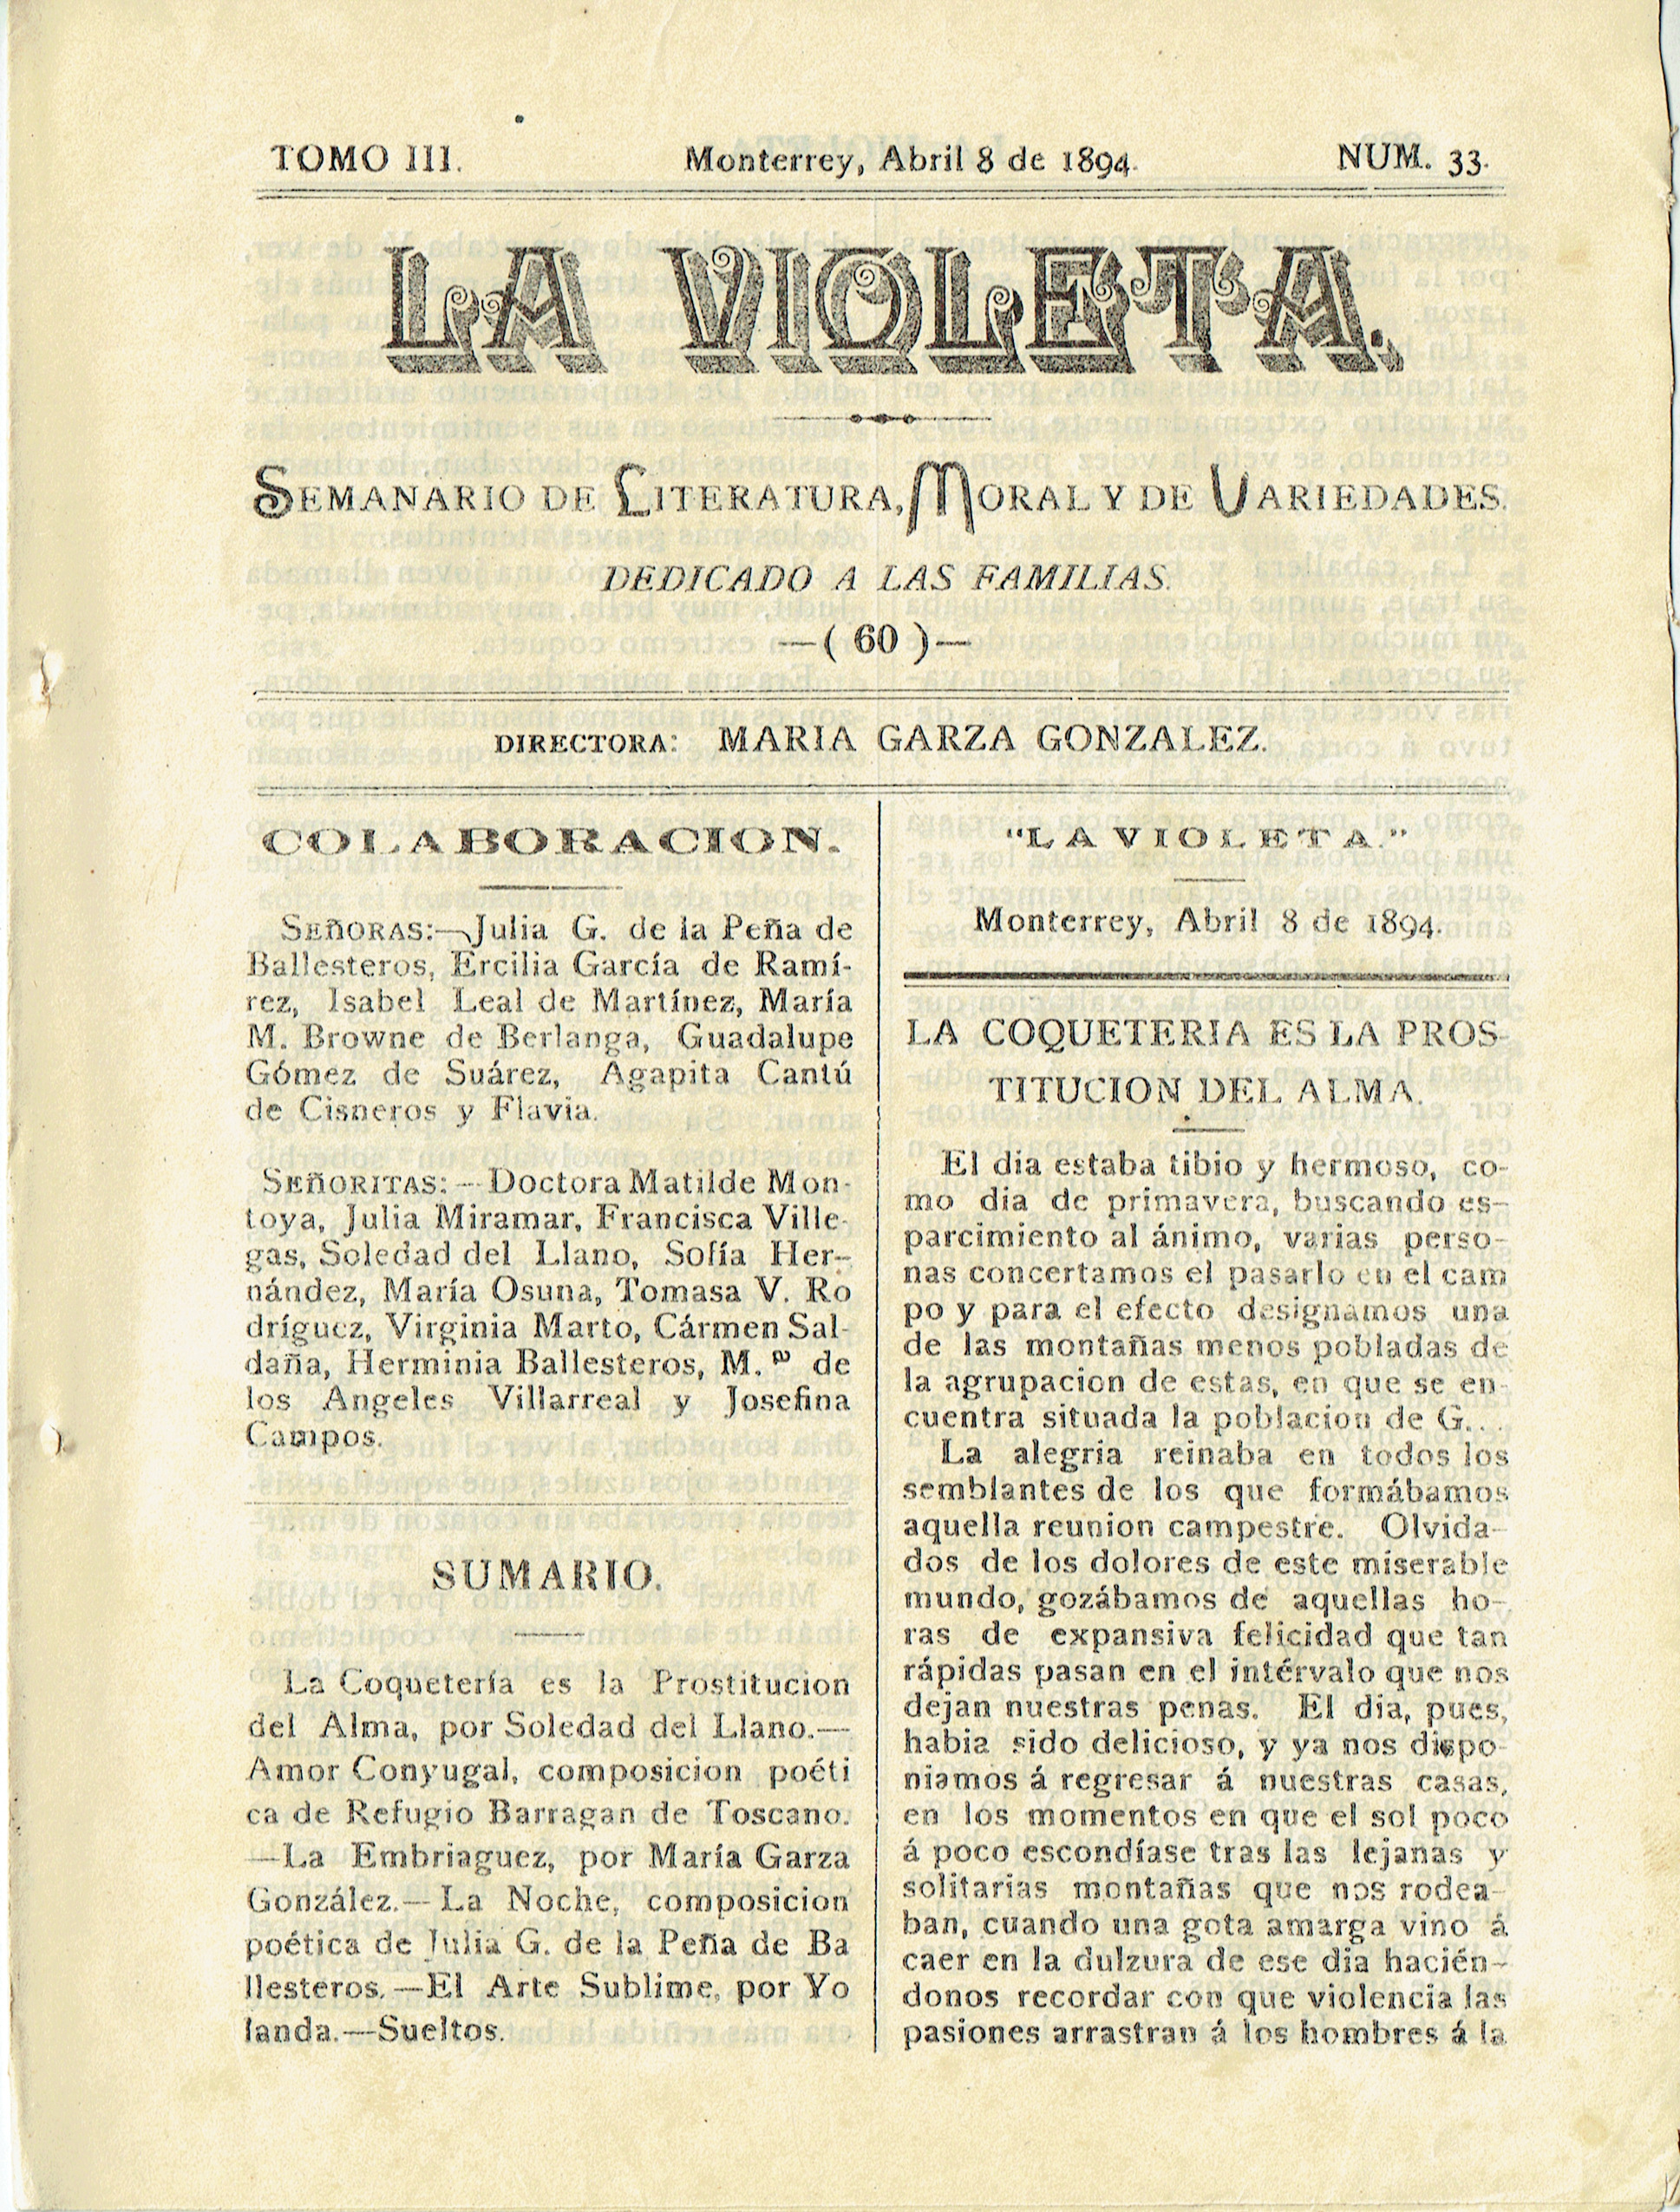 TOMO III. Monterrey, Abril 8 de 1894. NUM. 33.
LA VIOLETA.
SEMANARIO DE LITERATURA, MORAL Y DE VARIEDADES.
DEDICADO A LAS FAMILIAS.
—( 60 )—
DIRECTORA: MARIA GARZA GONZALEZ.
COLABORACION.
SEÑORAS:—Julia G. de la Peña de
Ballesteros, Ercilia García de Ramí-
rez, Isabel Leal de Martínez, María
M. Browne de Berlanga, Guadalupe
Gómez de Suárez, Agapita Cantú
de Cisneros y Flavia.
SEÑORITAS:—Doctora Matilde Mon-
toya, Julia Miramar, Francisca Ville-
gas, Soledad del Llano, Sofía Her-
nández, María Osuna, Tomasa V. Ro
dríguez, Virginia Marto, Cármen Sal-
daña, Herminia Ballesteros, M.ª de
los Angeles Villarreal y Josefina
Campos.
SUMARIO.
La Coquetería es la Prostitucion
del Alma, por Soledad del Llano.—
Amor Conyugal, composicion poéti
ca de Refugio Barragan de Toscano.
—La Embriaguez, por María Garza
González.—La Noche, composicion
poética de Julia G. de la Peña de Ba
llesteros.—El Arte Sublime, por Yo
landa.—Sueltos.
"LA VIOLETA."
Monterrey, Abril 8 de 1894.
LA COQUETERIA ES LA PROS-
TITUCION DEL ALMA.
El dia estaba tibio y hermoso, co-
mo dia de primavera, buscando es-
parcimiento al ánimo, varias perso-
nas concertamos el pasarlo en el cam
po y para el efecto designamos una
de las montañas menos pobladas de
la agrupacion de estas, en que se en-
cuentra situada la poblacion de G...
La alegria reinaba en todos los
semblantes de los que formábamos
aquella reunion campestre. Olvida-
dos de los dolores de este miserable
mundo, gozábamos de aquellas ho-
ras de expansiva felicidad que tan
rápidas pasan en el intérvalo que nos
dejan nuestras penas. El dia, pues,
habia sido delicioso, y ya nos dispo-
niamos á regresar á nuestras casas,
en los momentos en que el sol poco
á poco escondíase tras las lejanas y
solitarias montañas que nos rodea-
ban, cuando una gota amarga vino á
caer en la dulzura de ese dia hacién-
donos recordar con que violencia las
pasiones arrastran á los hombres á la